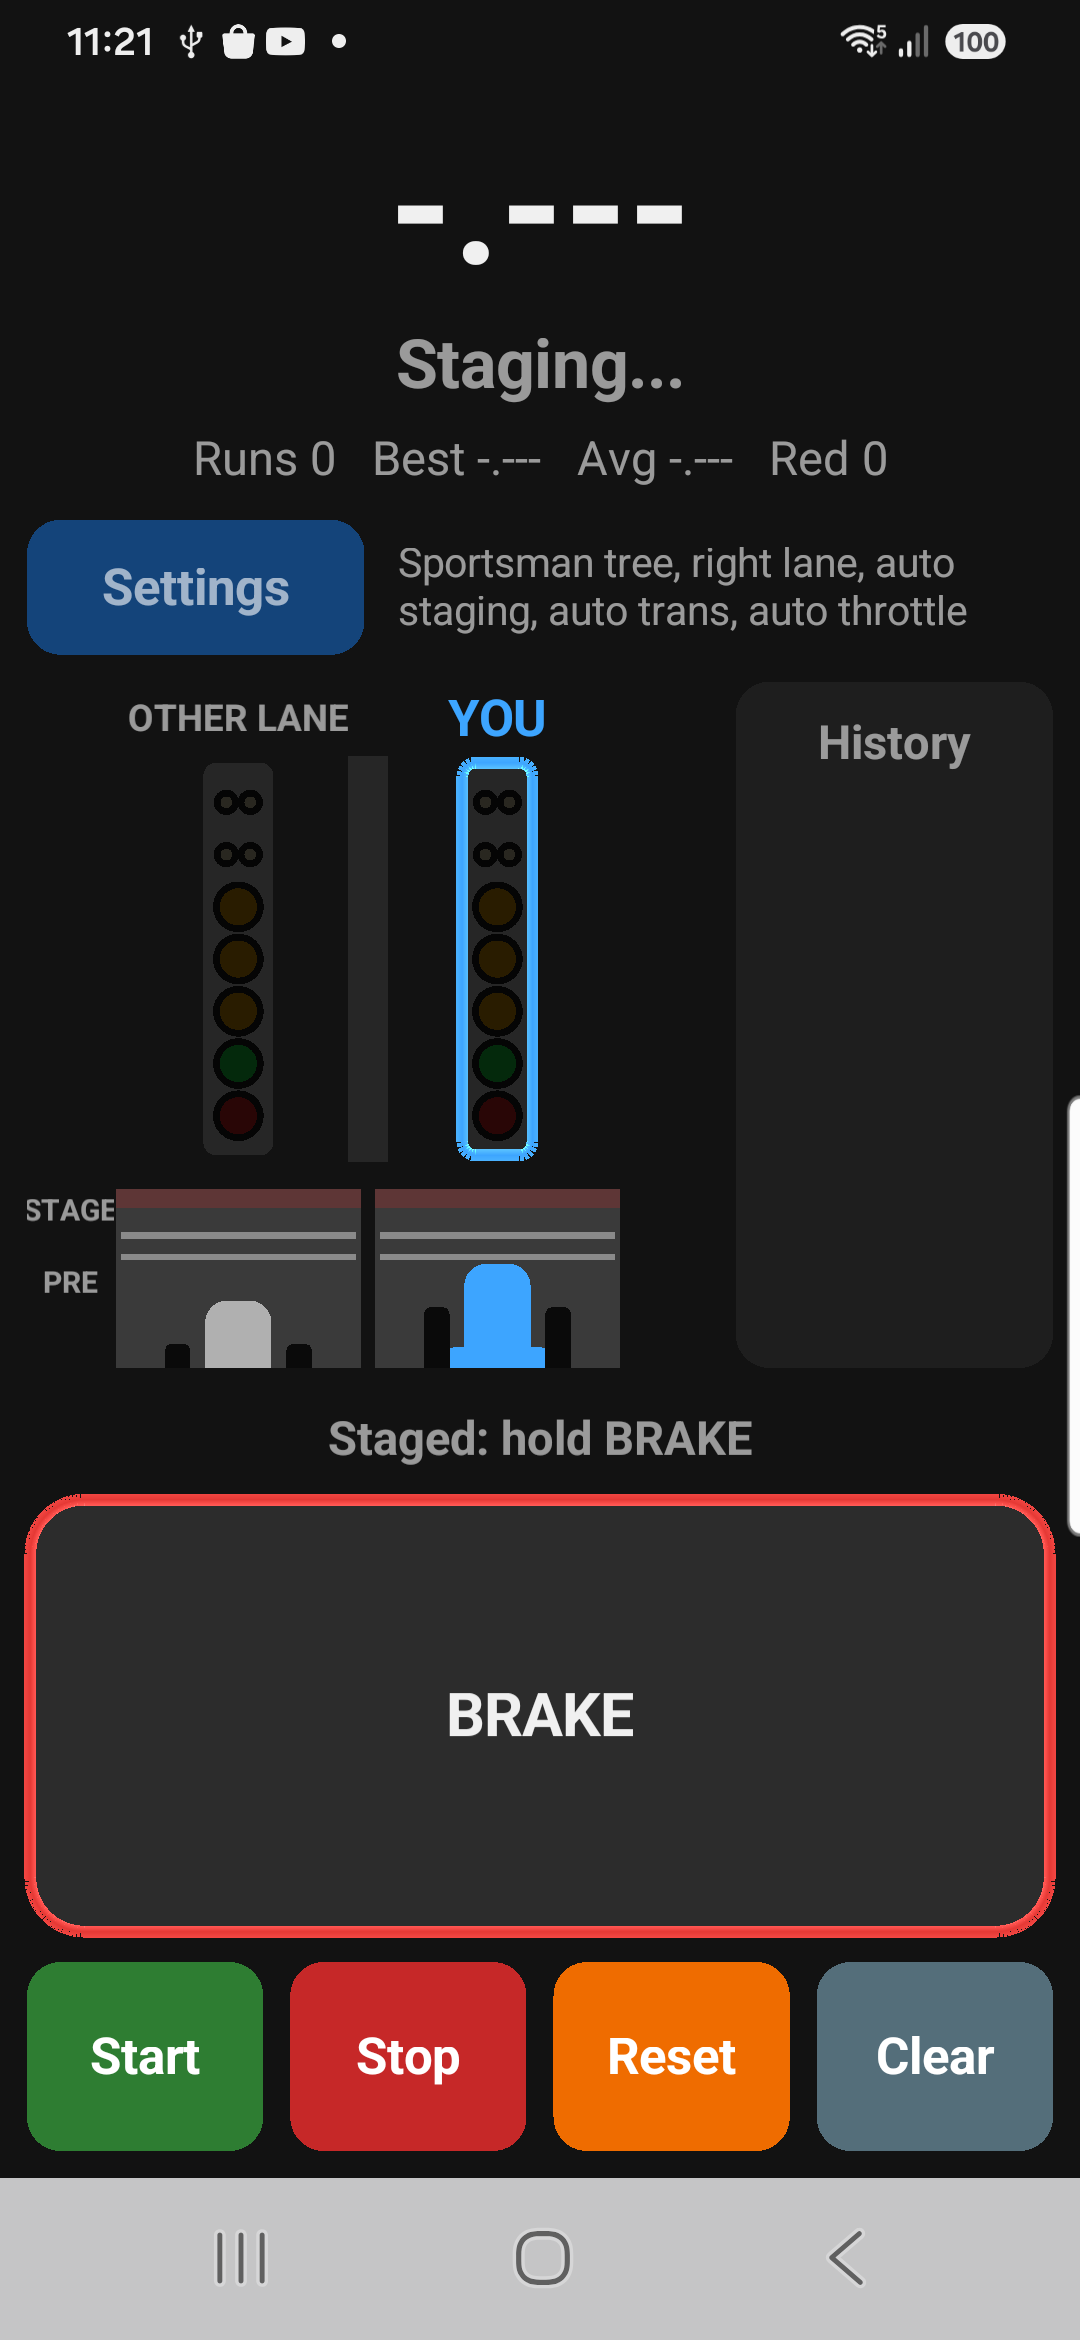 11:21
5
100
-.---
Staging...
Runs 0 Best -.--- Avg -.--- Red 0
Settings
Sportsman tree, right lane, auto
staging, auto trans, auto throttle
OTHER LANE
YOU
History
STAGE
PRE
Staged: hold BRAKE
BRAKE
Start
Stop
Reset
Clear